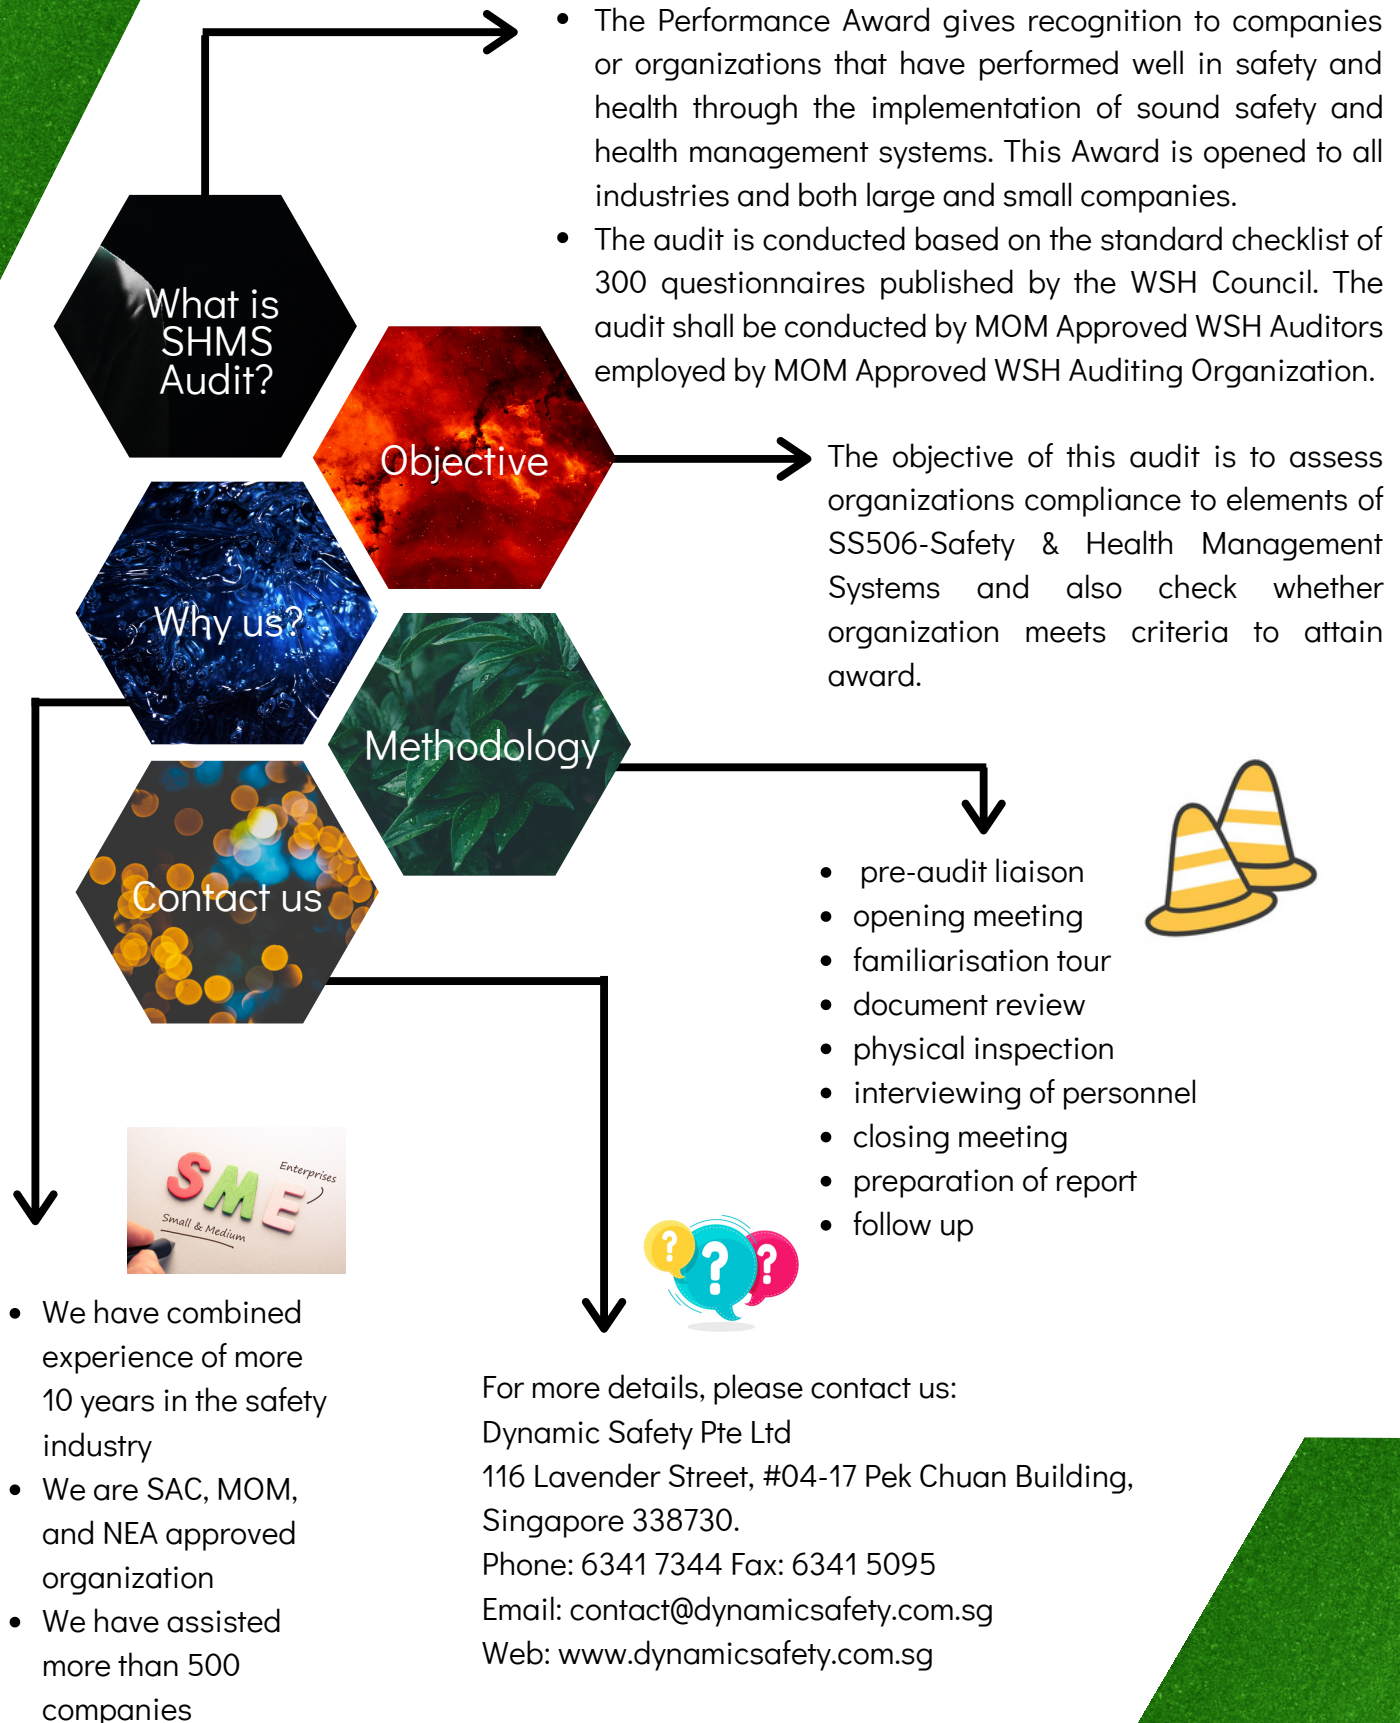 The Performance Award gives recognition to companies
or organizations that have performed well in safety and
health through the implementation of sound safety and
health management systems. This Award is opened to all
industries and both large and small companies.
The audit is conducted based on the standard checklist of
300 questionnaires published by the WSH Council. The
audit shall be conducted by MOM Approved WSH Auditors
employed by MOM Approved WSH Auditing Organization.
What is
SHMS
Audit?
Objective
The objective of this audit is to assess
organizations compliance to elements of
SS506-Safety & Health Management
Systems and also check whether
organization meets criteria to attain
award.
Why us?
Methodology
pre-audit liaison
opening meeting
familiarisation tour
document review
physical inspection
interviewing of personnel
closing meeting
preparation of report
follow up
Contact us
SME
Enterprises
Small & Medium
We have combined
experience of more
10 years in the safety
industry
We are SAC, MOM,
and NEA approved
organization
We have assisted
more than 500
companies
? ? ?
For more details, please contact us:
Dynamic Safety Pte Ltd
116 Lavender Street, #04-17 Pek Chuan Building,
Singapore 338730.
Phone: 6341 7344 Fax: 6341 5095
Email: contact@dynamicsafety.com.sg
Web: www.dynamicsafety.com.sg